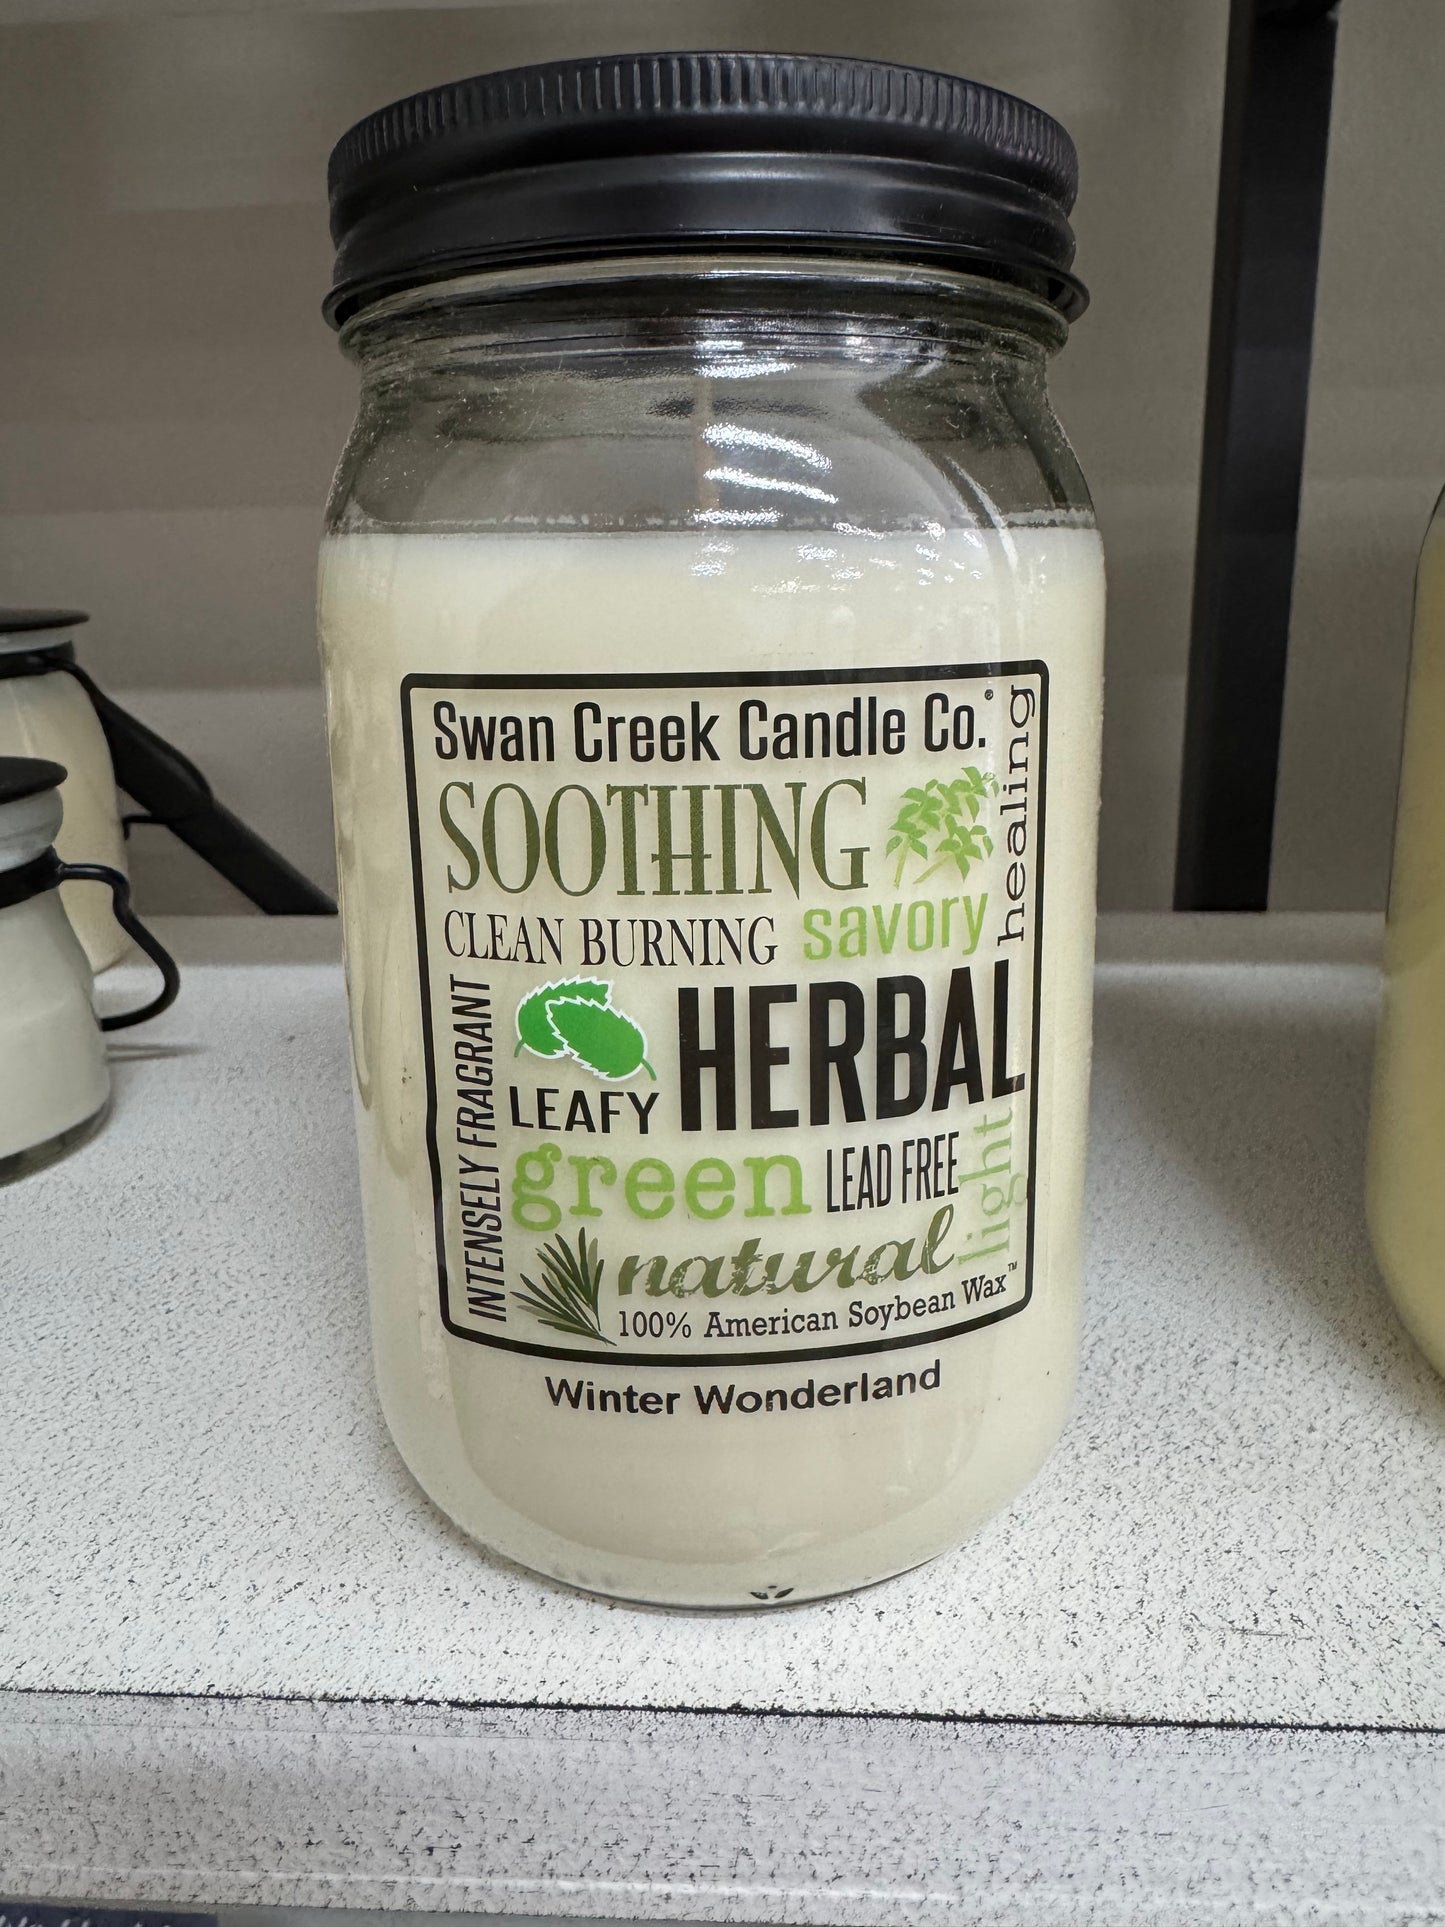 Swan Creek Candle Co.®
SOOTHING
healing
CLEAN BURNING savory
INTENSELY FRAGRANT
LEAFY HERBAL
green LEAD FREE
light
natural
100% American Soybean Wax™
Winter Wonderland